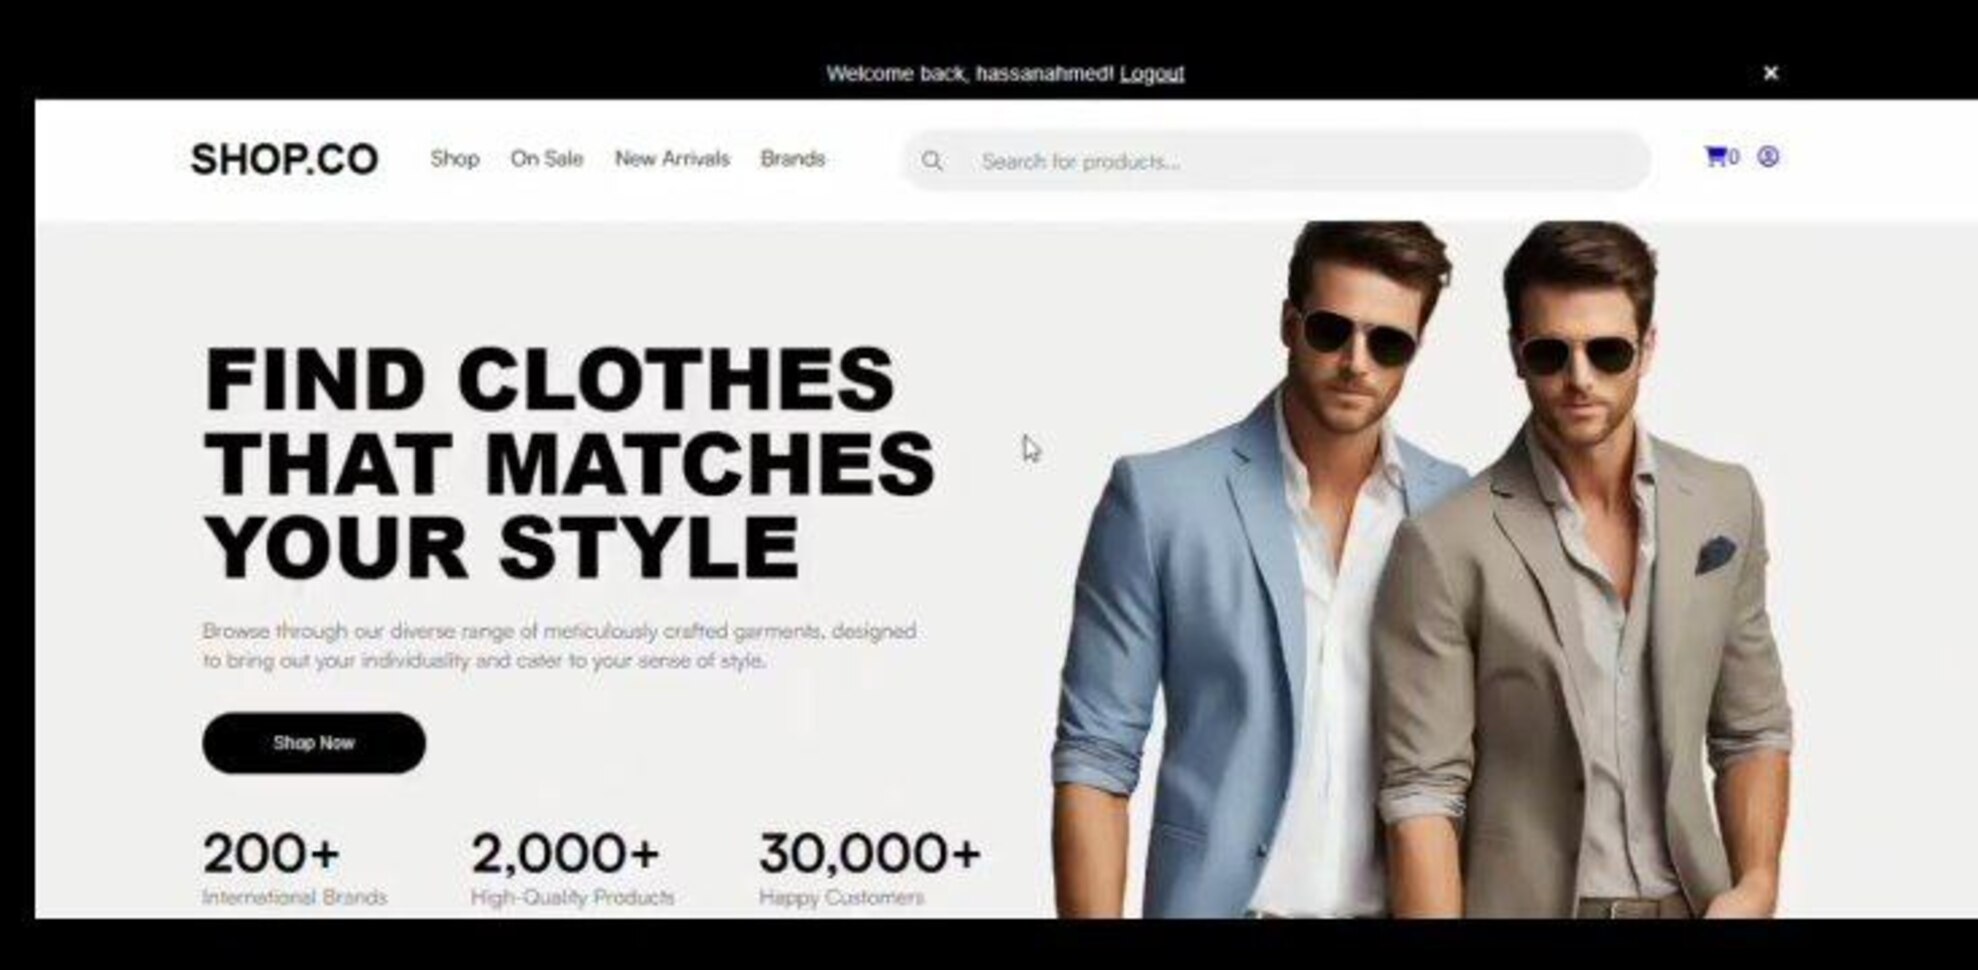 Welcome back, hassanahmed! Logout
×
SHOP.CO
Shop On Sale New Arrivals Brands
Search for products...
0
FIND CLOTHES
THAT MATCHES
YOUR STYLE
Browse through our diverse range of meticulously crafted garments, designed
to bring out your individuality and cater to your sense of style.
Shop Now
200+ 2,000+ 30,000+
International Brands High-Quality Products Happy Customers